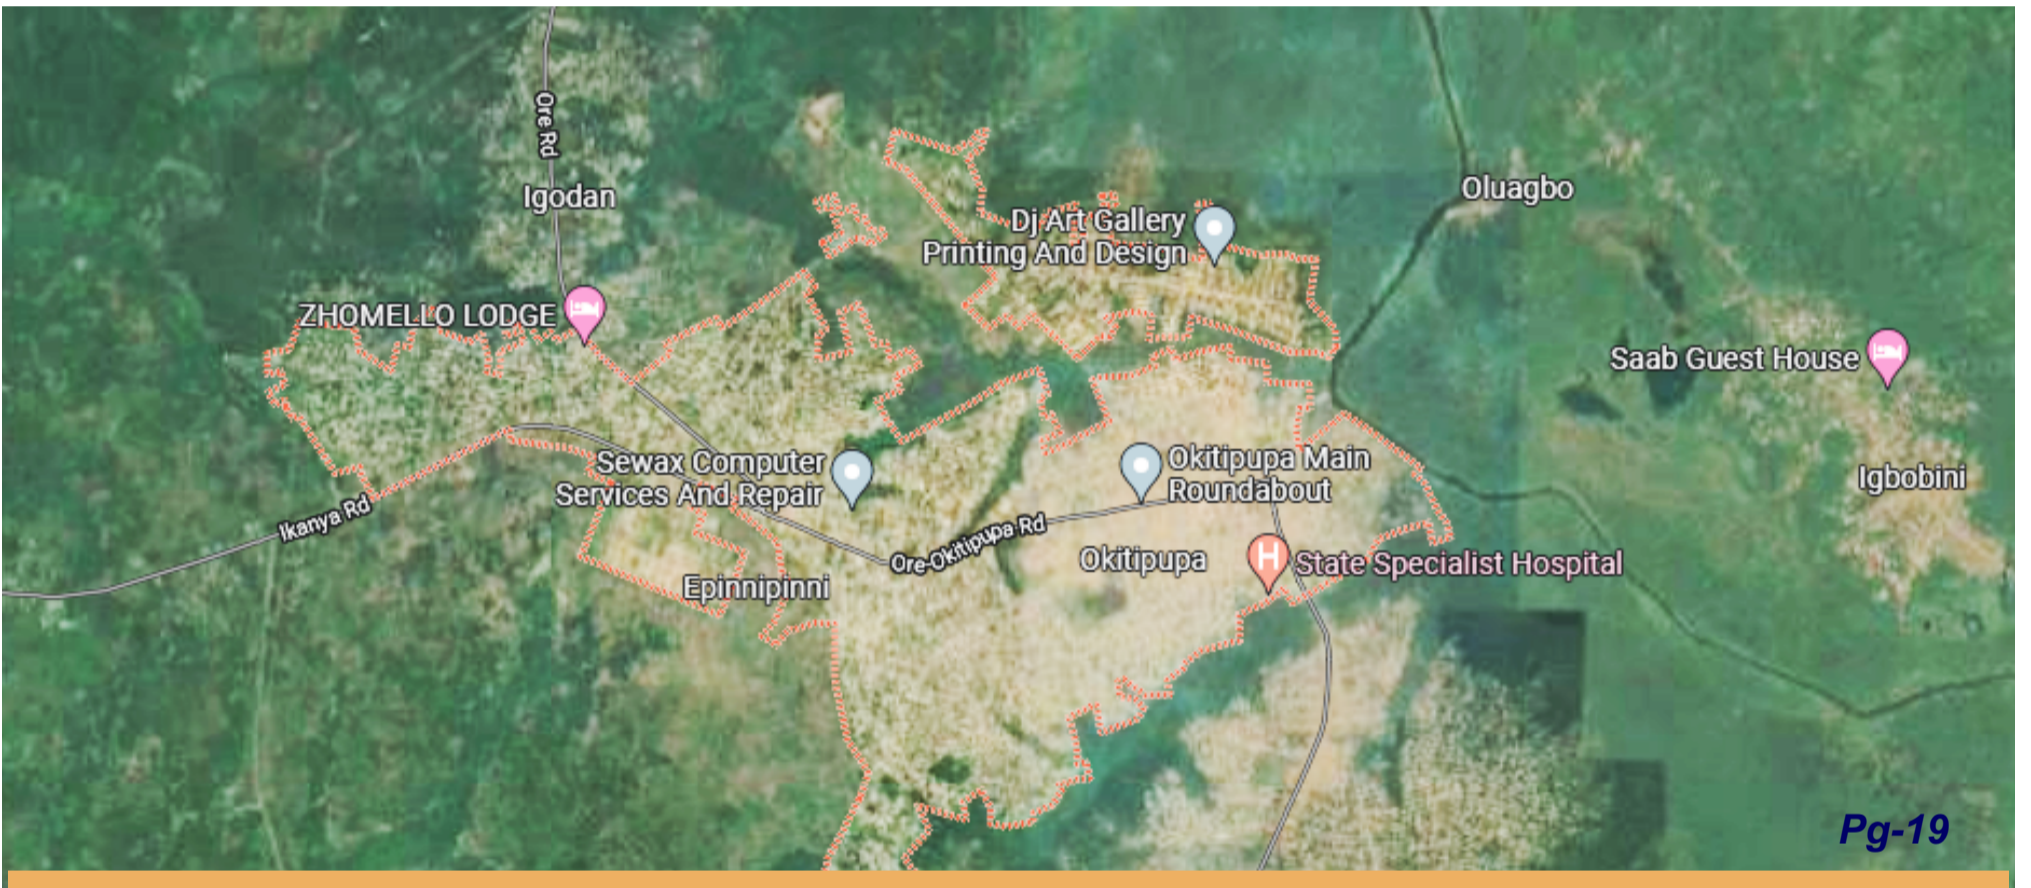 Ore Rd
Igodan
Oluagbo
Dj Art Gallery
Printing And Design
ZHOMELLO LODGE
Saab Guest House
Sewax Computer
Services And Repair
Okitipupa Main
Roundabout
Igbobini
Ikanya Rd
Ore-Okitipupa Rd
Okitipupa
State Specialist Hospital
H
Epinnipinni
Pg-19